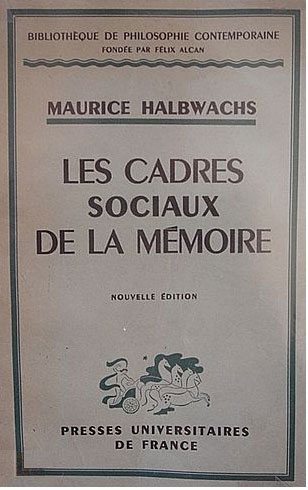 BIBLIOTHÈQUE DE PHILOSOPHIE CONTEMPORAINE
FONDÉE PAR FÉLIX ALCAN
MAURICE HALBWACHS
LES CADRES
SOCIAUX
DE LA MÉMOIRE
NOUVELLE ÉDITION
PRESSES UNIVERSITAIRES
DE FRANCE